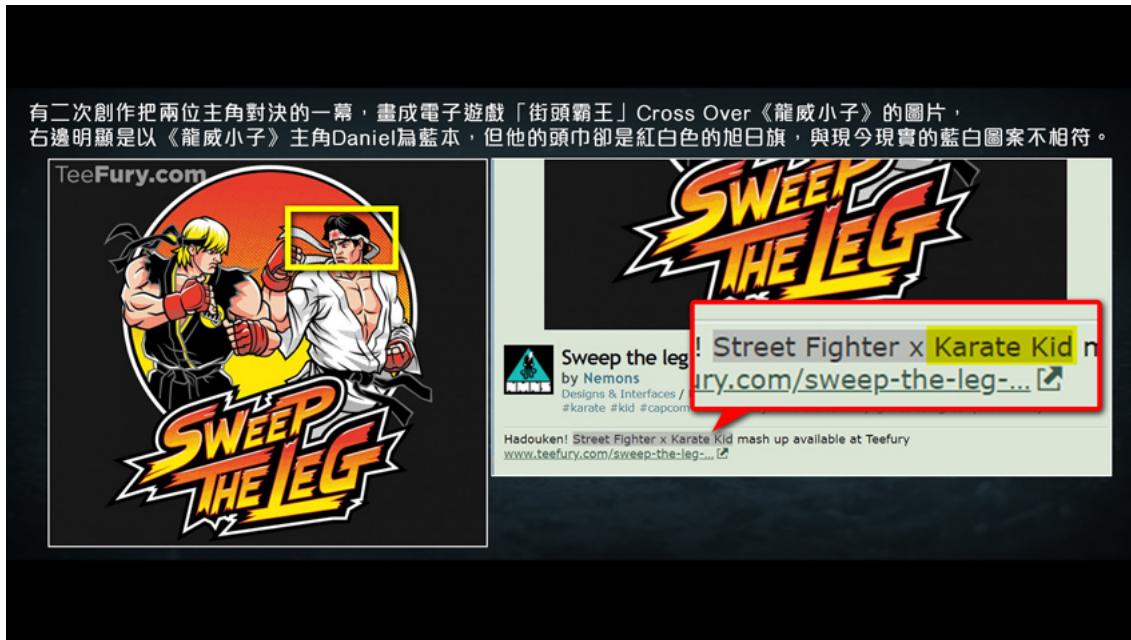 有二次創作把兩位主角對決的一幕，畫成電子遊戲「街頭霸王」Cross Over《龍威小子》的圖片，
右邊明顯是以《龍威小子》主角Daniel為藍本，但他的頭巾卻是紅白色的旭日旗，與現今現實的藍白圖案不相符。
TeeFury.com
SWEEP
THE LEG
SWEEP
THE LEG
! Street Fighter x Karate Kid m
ury.com/sweep-the-leg-...
NMNS
Sweep the leg
by Nemons
Designs & Interfaces /
#karate #kid #capcom
Hadouken! Street Fighter x Karate Kid mash up available at Teefury
www.teefury.com/sweep-the-leg-...